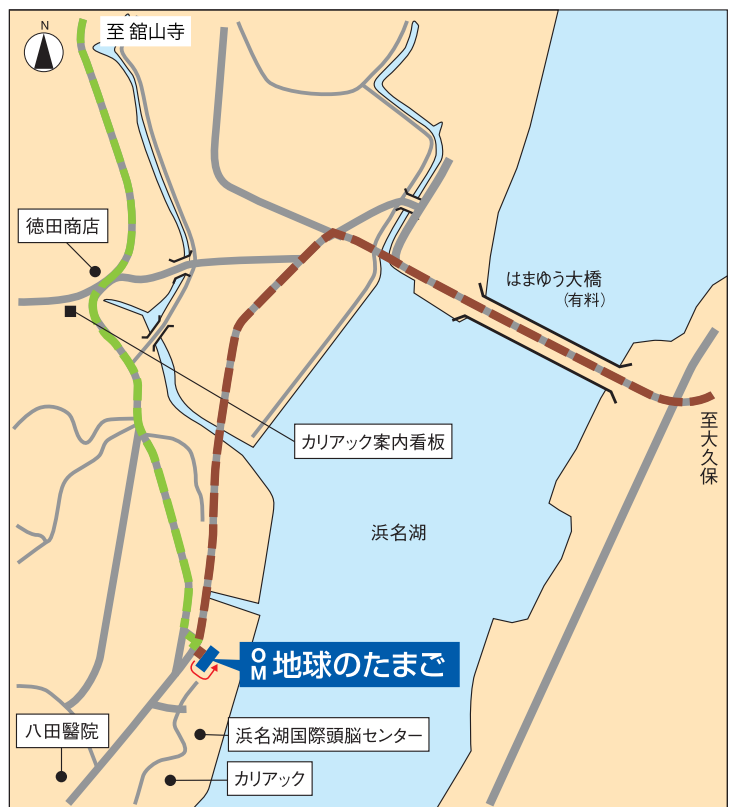 N
至 舘山寺
徳田商店
はまゆう大橋
(有料)
至大久保
カリアック案内看板
浜名湖
OM 地球のたまご
八田醫院
浜名湖国際頭脳センター
カリアック